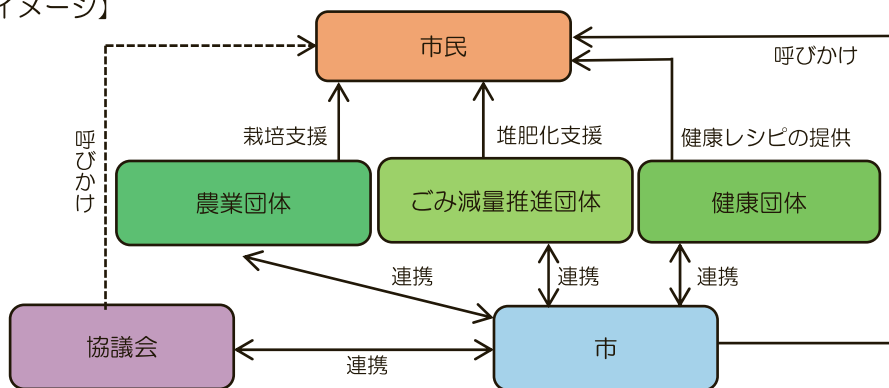 イメージ】
市民
呼びかけ
栽培支援
堆肥化支援
健康レシピの提供
呼びかけ
農業団体
ごみ減量推進団体
健康団体
連携
連携
連携
協議会
市
連携